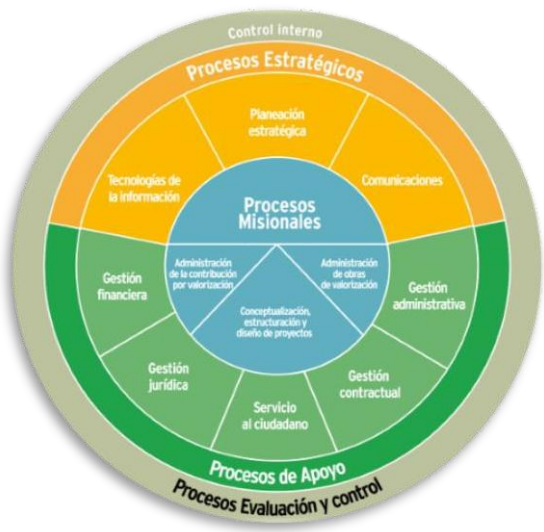 Control Interno
Procesos Estratégicos
Planeación
estratégica
Tecnologías de
la información
Comunicaciones
Procesos
Misionales
Administración
de la contribución
por valorización
Administración
de obras
de valorización
Conceptualización,
estructuración y
diseño de proyectos
Gestión
financiera
Gestión
administrativa
Gestión
jurídica
Gestión
contractual
Servicio
al ciudadano
Procesos de Apoyo
Procesos Evaluación y control